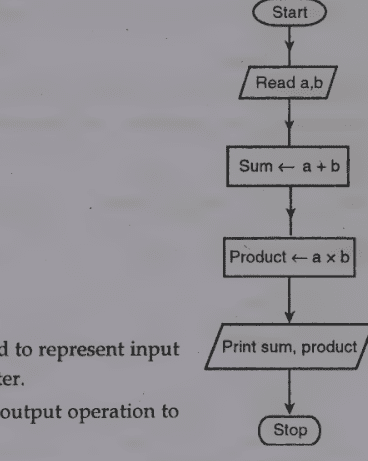 Start
Read a,b
Sum ← a + b
Product ← a x b
Print sum, product
Stop
d to represent input
ter.
output operation to